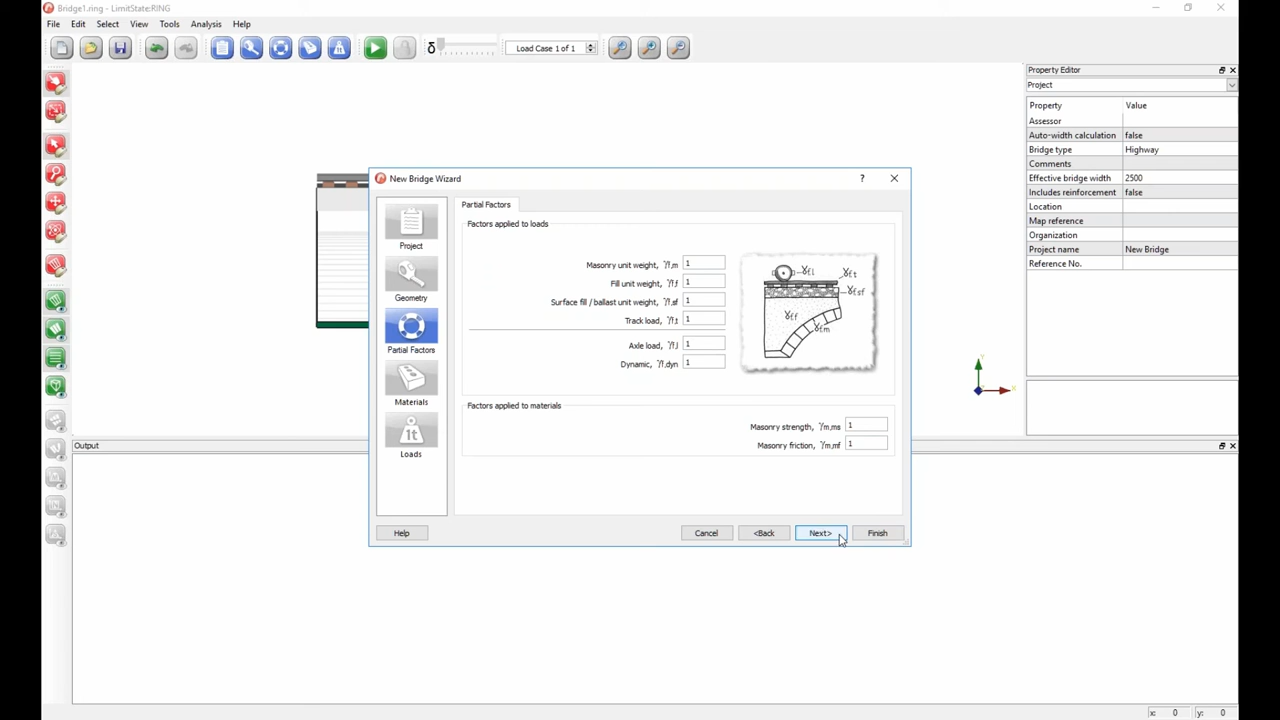 Bridge1.ring - LimitState:RING
File Edit Select View Tools Analysis Help
δ Load Case 1 of 1
Property Editor
Project
Property Value
Assessor
Auto-width calculation false
Bridge type Highway
Comments
Effective bridge width 2500
Includes reinforcement false
Location
Map reference
Organization
Project name New Bridge
Reference No.
New Bridge Wizard ?
Project
Geometry
Partial Factors
Materials
1t
Loads
Partial Factors
Factors applied to loads
Masonry unit weight, γf,m 1
Fill unit weight, γf,f 1
Surface fill / ballast unit weight, γf,sf 1
Track load, γf,t 1
Axle load, γf,l 1
Dynamic, γf,dyn 1
γfl
γft
γfsf
γff
γfm
Factors applied to materials
Masonry strength, γm,ms 1
Masonry friction, γm,mf 1
Help Cancel <Back Next> Finish
Y
X
Output
x: 0 y: 0